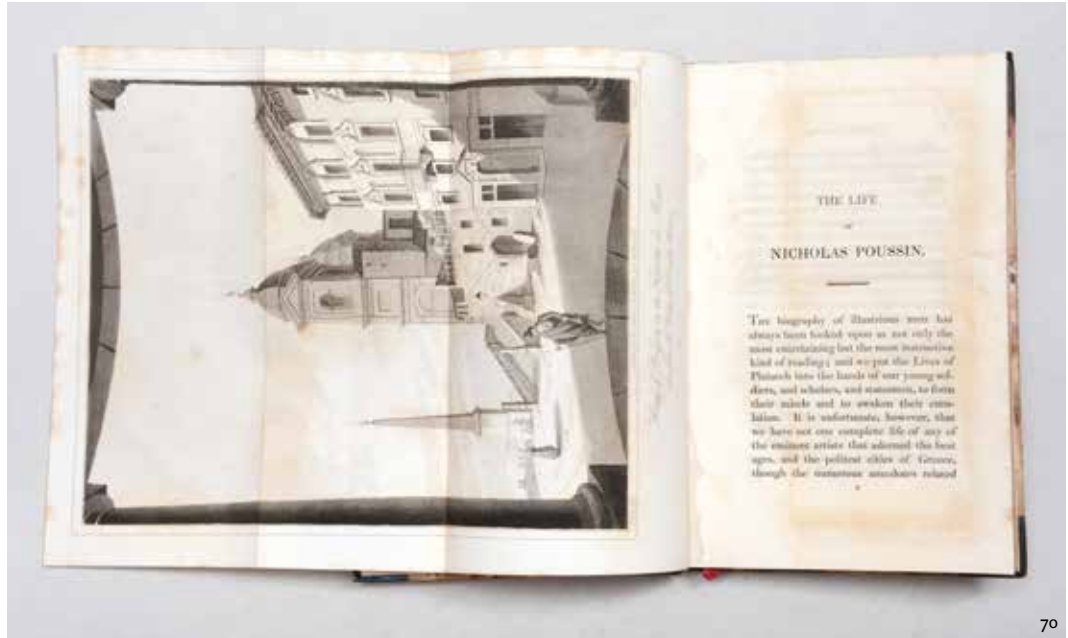 THE LIFE
OF
NICHOLAS POUSSIN.
THE biography of illustrious men has
always been looked upon as not only the
most entertaining but the most instructive
kind of reading; and we put the Lives of
Plutarch into the hands of our young sol-
diers, and scholars, and statesmen, to form
their minds and to awaken their emu-
lation. It is unfortunate, however, that
we have not one complete life of any of
the eminent artists that adorned the best
ages, and the politest cities of Greece,
though the numerous anecdotes related
70